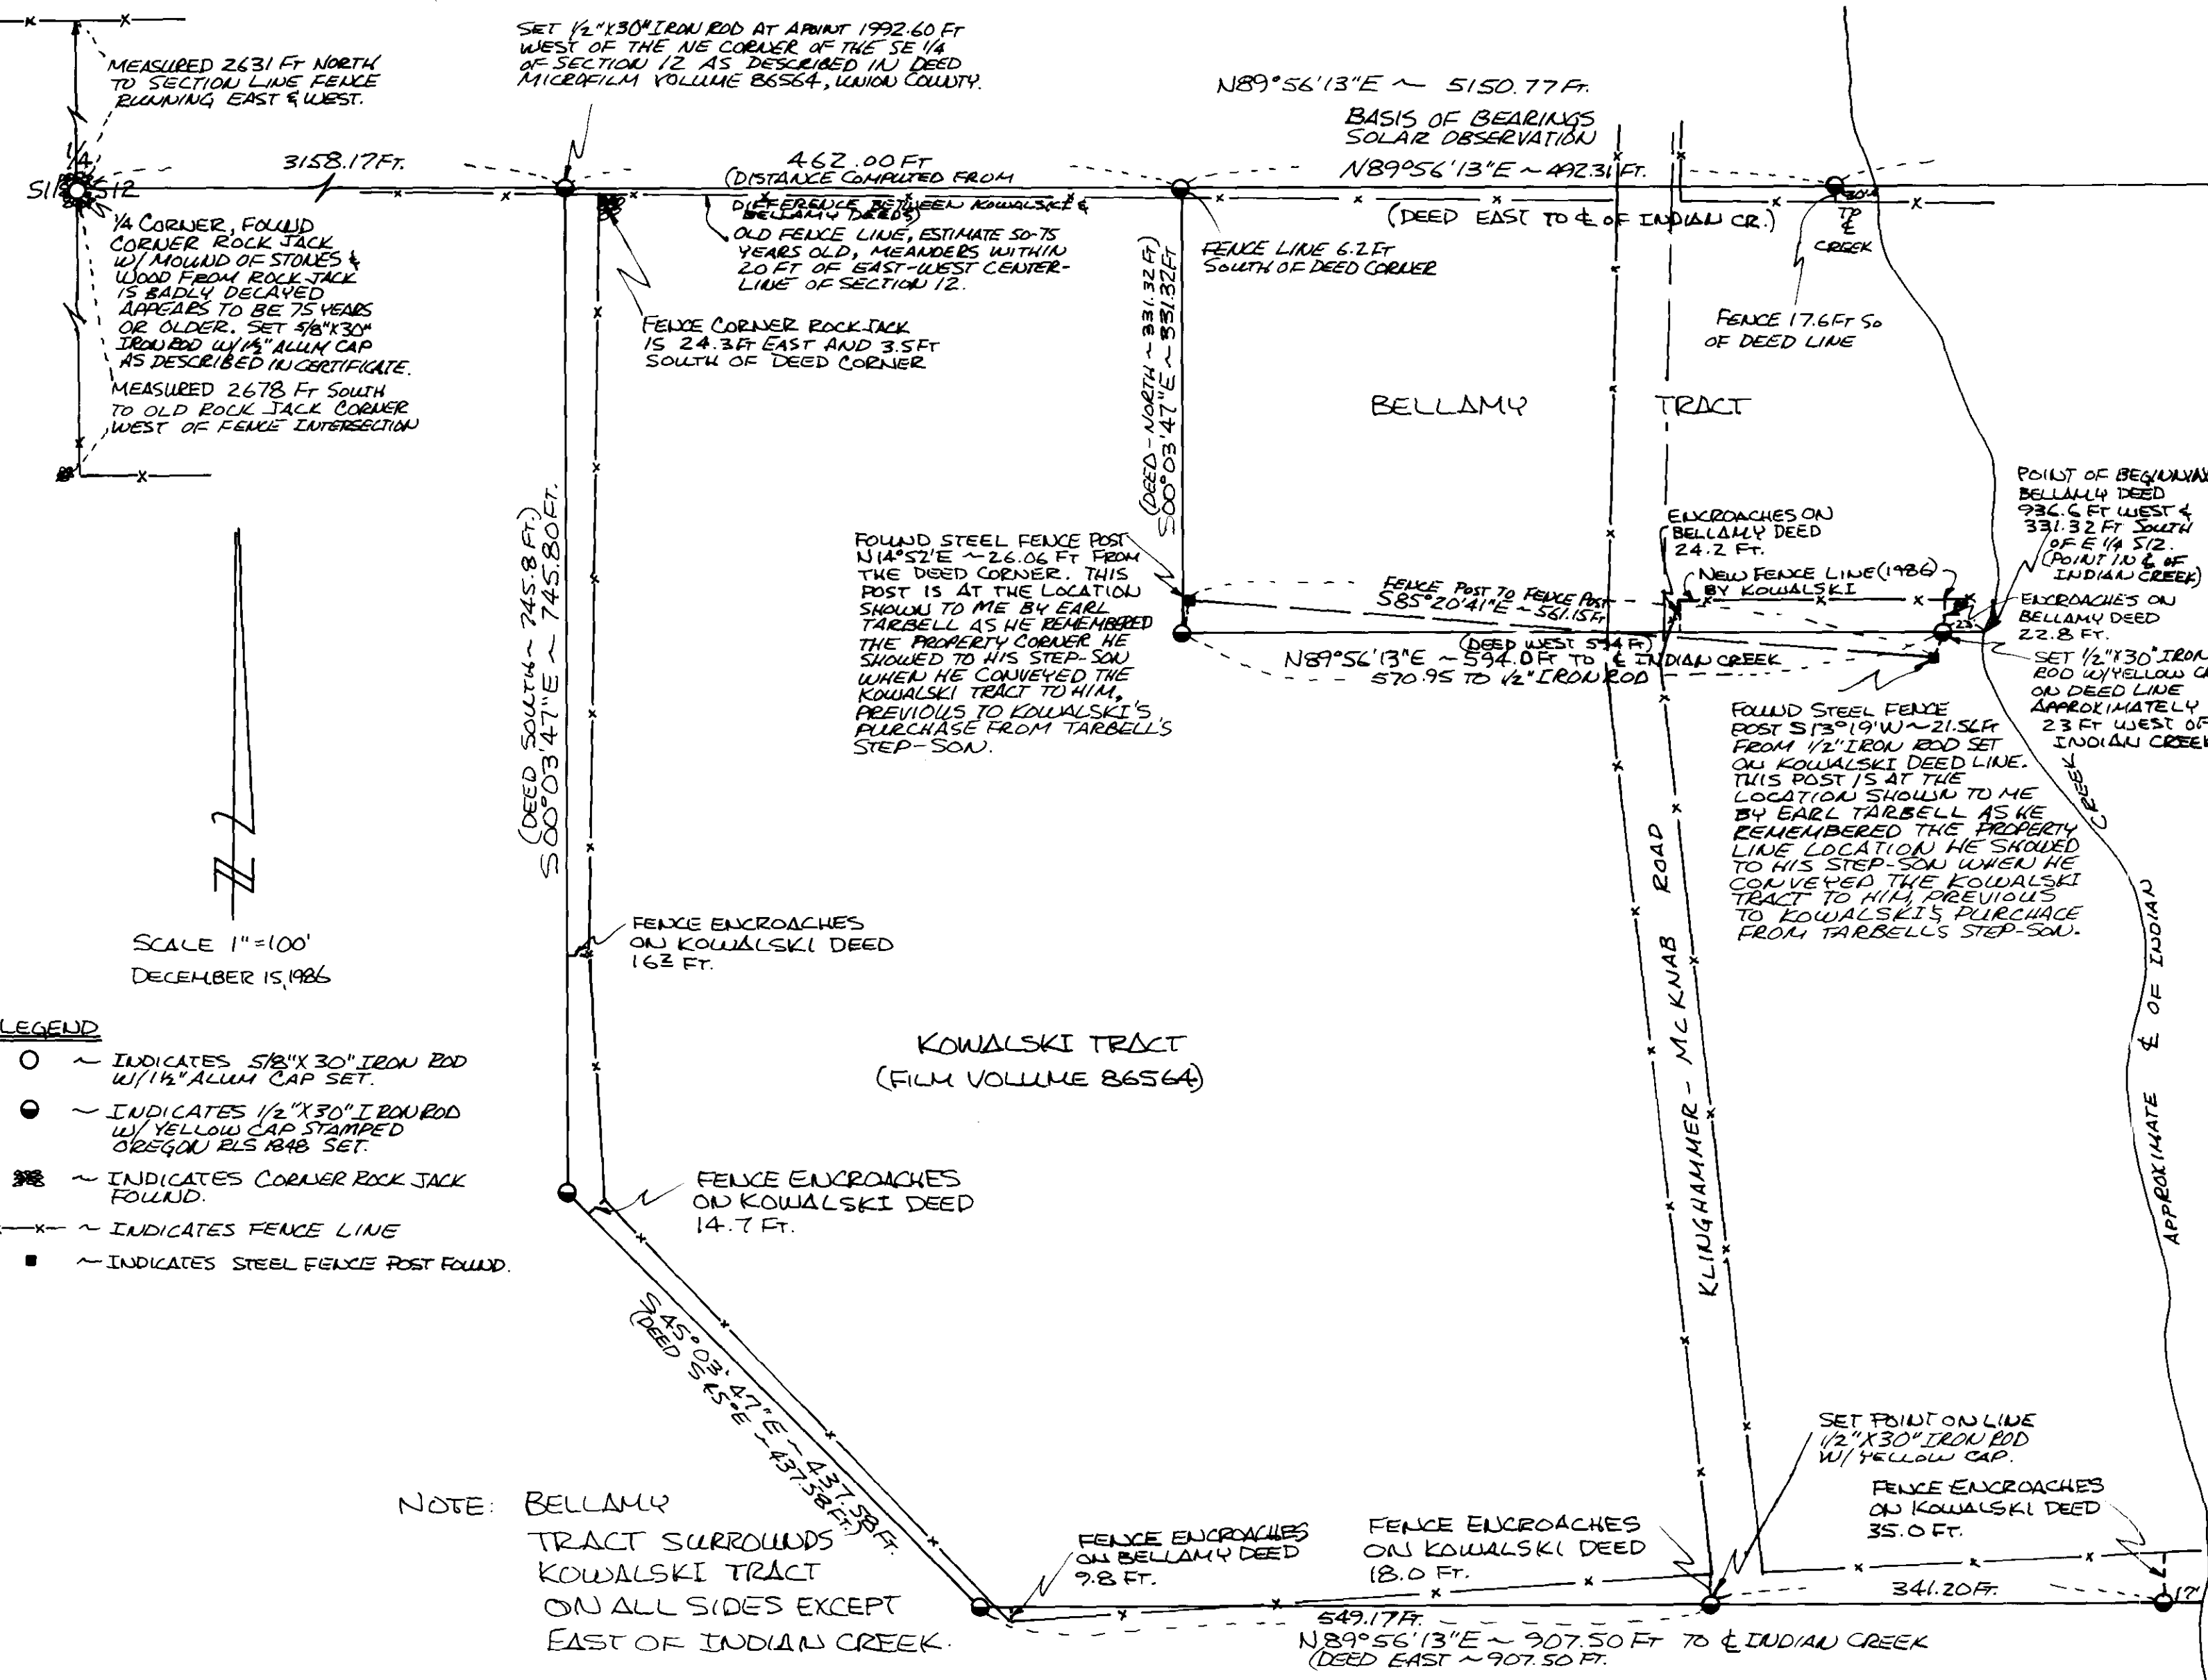 SET 1/2"X30" IRON ROD AT APOINT 1992.60 FT
WEST OF THE NE CORNER OF THE SE 1/4
OF SECTION 12 AS DESCRIBED IN DEED
MICROFILM VOLUME 86564, UNION COUNTY.
MEASURED 2631 FT NORTH
TO SECTION LINE FENCE
RUNNING EAST & WEST.
N89°56'13"E ~ 5150.77 FT.
BASIS OF BEARINGS
SOLAR OBSERVATION
1/4
S11 S12
3158.17 FT.
462.00 FT
(DISTANCE COMPUTED FROM
DIFFERENCE BETWEEN KOWALSKI &
BELLAMY DEEDS)
N89°56'13"E ~ 492.31 FT.
(DEED EAST TO ℄ OF INDIAN CR.)
TO
℄
CREEK
1/4 CORNER, FOUND
CORNER ROCK JACK
W/ MOUND OF STONES &
WOOD FROM ROCK JACK
IS BADLY DECAYED
APPEARS TO BE 75 YEARS
OR OLDER. SET 5/8"X30"
IRON ROD W/1½" ALUM CAP
AS DESCRIBED IN CERTIFICATE.
MEASURED 2678 FT SOUTH
TO OLD ROCK JACK CORNER
WEST OF FENCE INTERSECTION
OLD FENCE LINE, ESTIMATE 50-75
YEARS OLD, MEANDERS WITHIN
20 FT OF EAST-WEST CENTER-
LINE OF SECTION 12.
FENCE CORNER ROCK JACK
IS 24.3 FT EAST AND 3.5 FT
SOUTH OF DEED CORNER
FENCE LINE 6.2 FT
SOUTH OF DEED CORNER
(DEED-NORTH ~ 331.32 FT)
S00°03'47"E ~ 331.32 FT
FENCE 17.6 FT SO
OF DEED LINE
BELLAMY TRACT
(DEED SOUTH ~ 745.8 FT.)
S00°03'47"E ~ 745.80 FT.
FOUND STEEL FENCE POST
N14°52'E ~ 26.06 FT FROM
THE DEED CORNER. THIS
POST IS AT THE LOCATION
SHOWN TO ME BY EARL
TARBELL AS HE REMEMBERED
THE PROPERTY CORNER HE
SHOWED TO HIS STEP-SON
WHEN HE CONVEYED THE
KOWALSKI TRACT TO HIM,
PREVIOUS TO KOWALSKI'S
PURCHASE FROM TARBELL'S
STEP-SON.
FENCE POST TO FENCE POST
S85°20'41"E ~ 561.15 FT
ENCROACHES ON
BELLAMY DEED
24.2 FT.
NEW FENCE LINE (1986)
BY KOWALSKI
23'
(DEED WEST 594 FT)
N89°56'13"E ~ 594.0 FT TO ℄ INDIAN CREEK
570.95 TO 1/2" IRON ROD
POINT OF BEGINNING
BELLAMY DEED
936.6 FT WEST &
331.32 FT SOUTH
OF E 1/4 S12.
(POINT IN ℄ OF
INDIAN CREEK)
ENCROACHES ON
BELLAMY DEED
22.8 FT.
SET 1/2"X30" IRON
ROD W/YELLOW
ON DEED LINE
APPROXIMATELY
23 FT WEST OF
INDIAN CREEK
FOUND STEEL FENCE
POST S13°19'W ~ 21.56 FT
FROM 1/2" IRON ROD SET
ON KOWALSKI DEED LINE.
THIS POST IS AT THE
LOCATION SHOWN TO ME
BY EARL TARBELL AS HE
REMEMBERED THE PROPERTY
LINE LOCATION HE SHOWED
TO HIS STEP-SON WHEN HE
CONVEYED THE KOWALSKI
TRACT TO HIM, PREVIOUS
TO KOWALSKI'S PURCHACE
FROM TARBELLS STEP-SON.
APPROXIMATE ℄ OF INDIAN CREEK
KLINGHAMMER - McKNAB ROAD
SCALE 1"=100'
DECEMBER 15, 1986
FENCE ENCROACHES
ON KOWALSKI DEED
FT.
LEGEND
~ INDICATES 5/8"X30" IRON ROD
W/1½" ALUM CAP SET.
~ INDICATES 1/2"X30" IRON ROD
W/ YELLOW CAP STAMPED
OREGON RLS 1848 SET.
~ INDICATES CORNER ROCK JACK
FOUND.
—x— ~ INDICATES FENCE LINE
~ INDICATES STEEL FENCE POST FOUND.
KOWALSKI TRACT
(FILM VOLUME 86564)
FENCE ENCROACHES
ON KOWALSKI DEED
14.7 FT.
S45°03'47"E ~ 437.58 FT.
(DEED S45°E ~ 437.58 FT.)
NOTE: BELLAMY
TRACT SURROUNDS
KOWALSKI TRACT
ON ALL SIDES EXCEPT
EAST OF INDIAN CREEK.
FENCE ENCROACHES
ON BELLAMY DEED
9.8 FT.
FENCE ENCROACHES
ON KOWALSKI DEED
18.0 FT.
SET POINT ON LINE
1/2"X30" IRON ROD
W/ YELLOW CAP.
FENCE ENCROACHES
ON KOWALSKI DEED
35.0 FT.
549.17 FT.
341.20 FT.
17'
N89°56'13"E ~ 907.50 FT TO ℄ INDIAN CREEK
(DEED EAST ~ 907.50 FT.